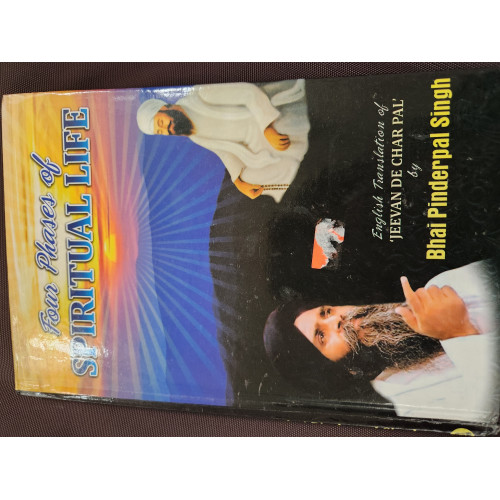 Four Phases of
SPIRITUAL LIFE
English Translation of
'JEEVAN DE CHAR PAL'
by
Bhai Pinderpal Singh